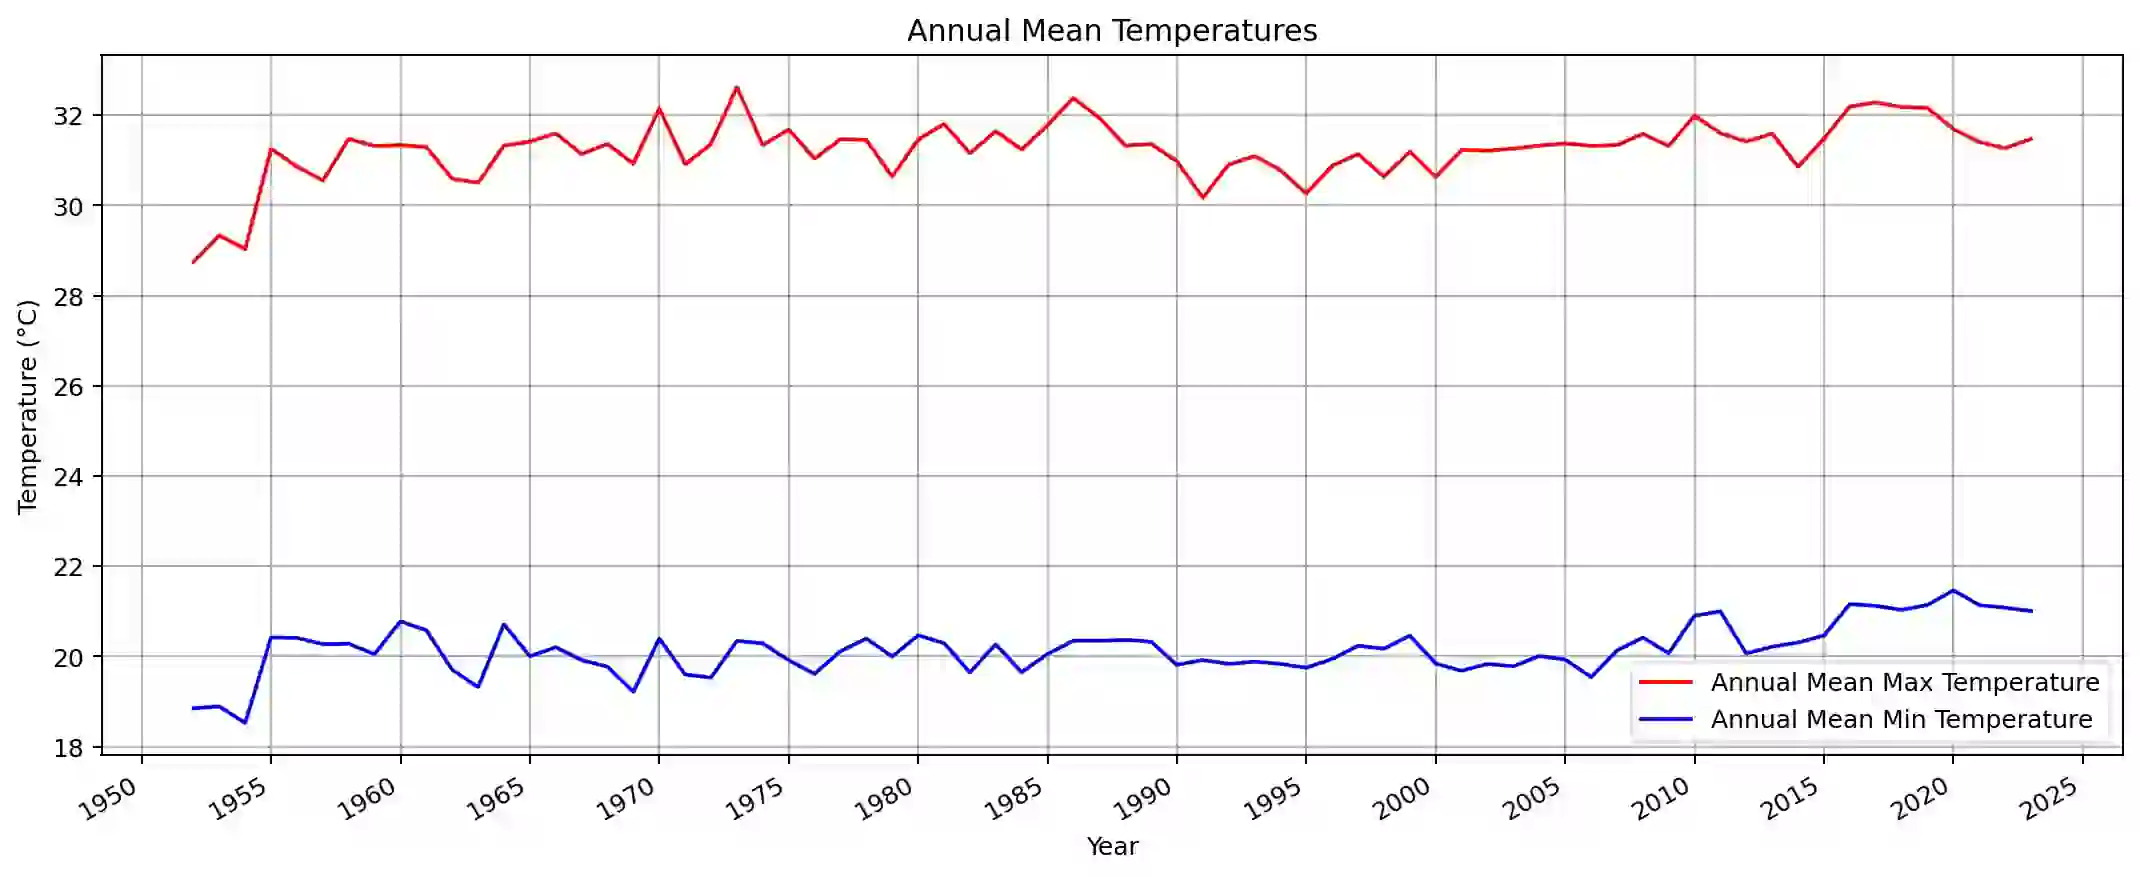 Annual Mean Temperatures
Temperature (°C)
32
30
28
26
24
22
20
18
Annual Mean Max Temperature
Annual Mean Min Temperature
1950 1955 1960 1965 1970 1975 1980 1985 1990 1995 2000 2005 2010 2015 2020 2025
Year